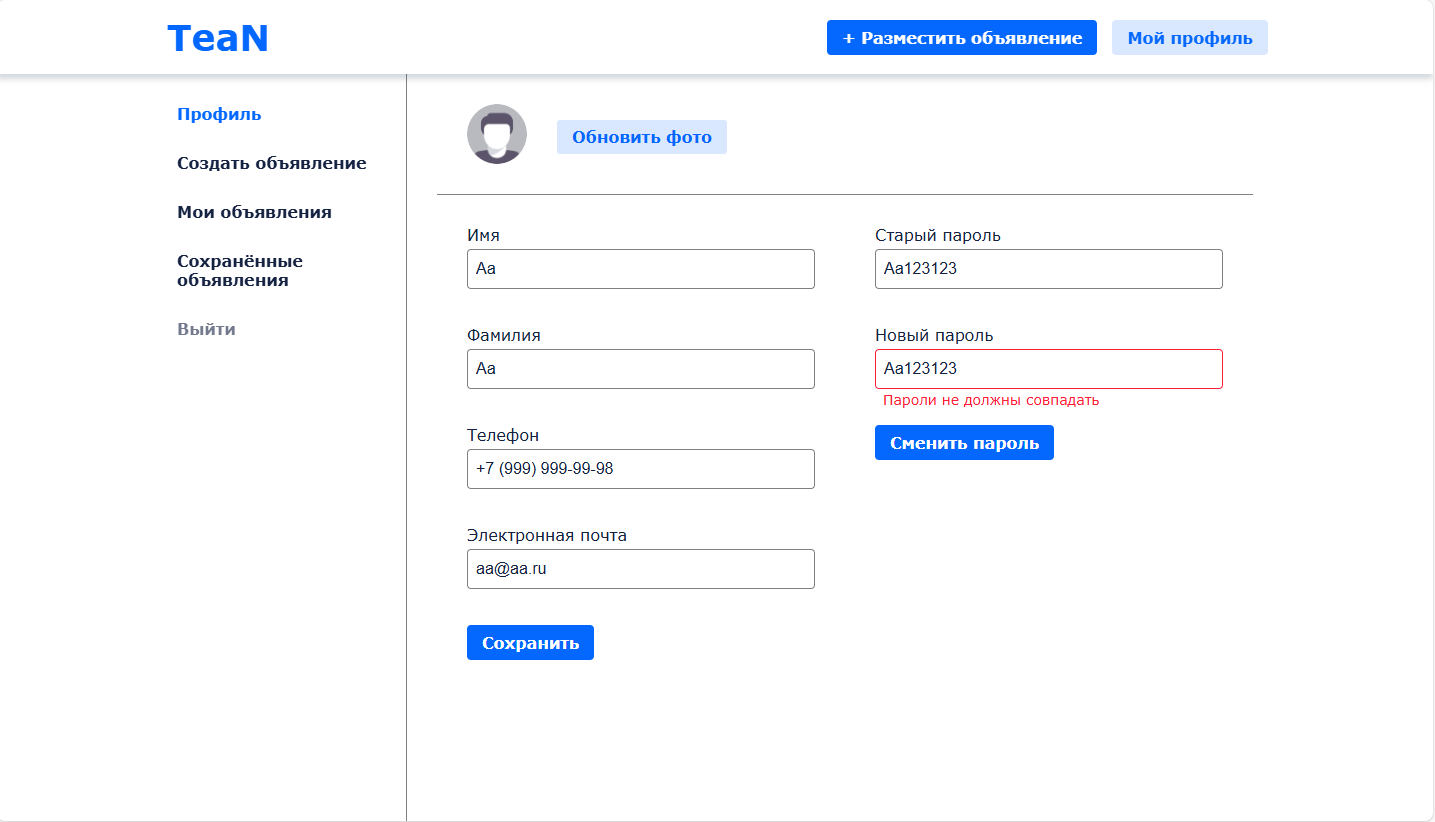 TeaN
+ Разместить объявление
Мой профиль
Профиль
Создать объявление
Мои объявления
Сохранённые
объявления
Выйти
Обновить фото
Имя
Aa
Фамилия
Aa
Телефон
+7 (999) 999-99-98
Электронная почта
aa@aa.ru
Сохранить
Старый пароль
Aa123123
Новый пароль
Aa123123
Пароли не должны совпадать
Сменить пароль